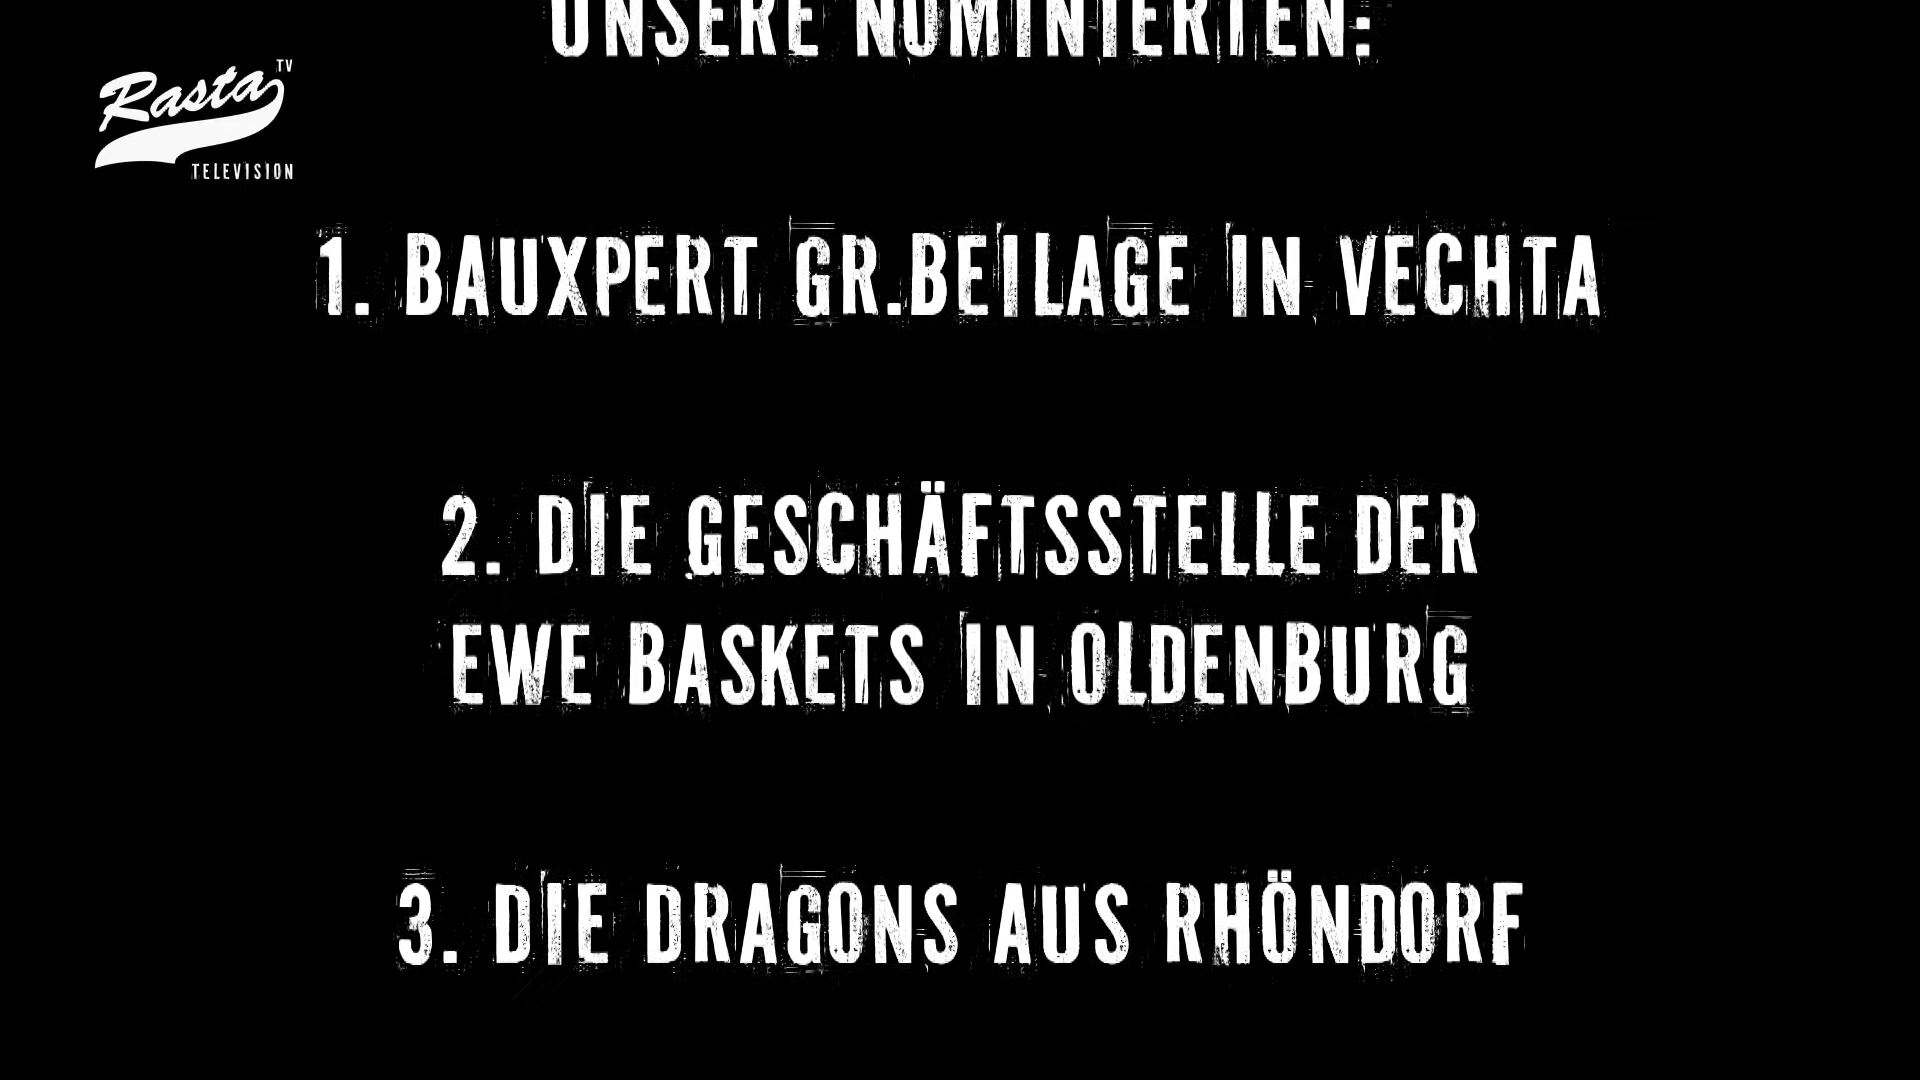 UNSERE NOMINIERTEN:
Rasta TV
TELEVISION
1. BAUXPERT GR.BEILAGE IN VECHTA
2. DIE GESCHÄFTSSTELLE DER
EWE BASKETS IN OLDENBURG
3. DIE DRAGONS AUS RHÖNDORF